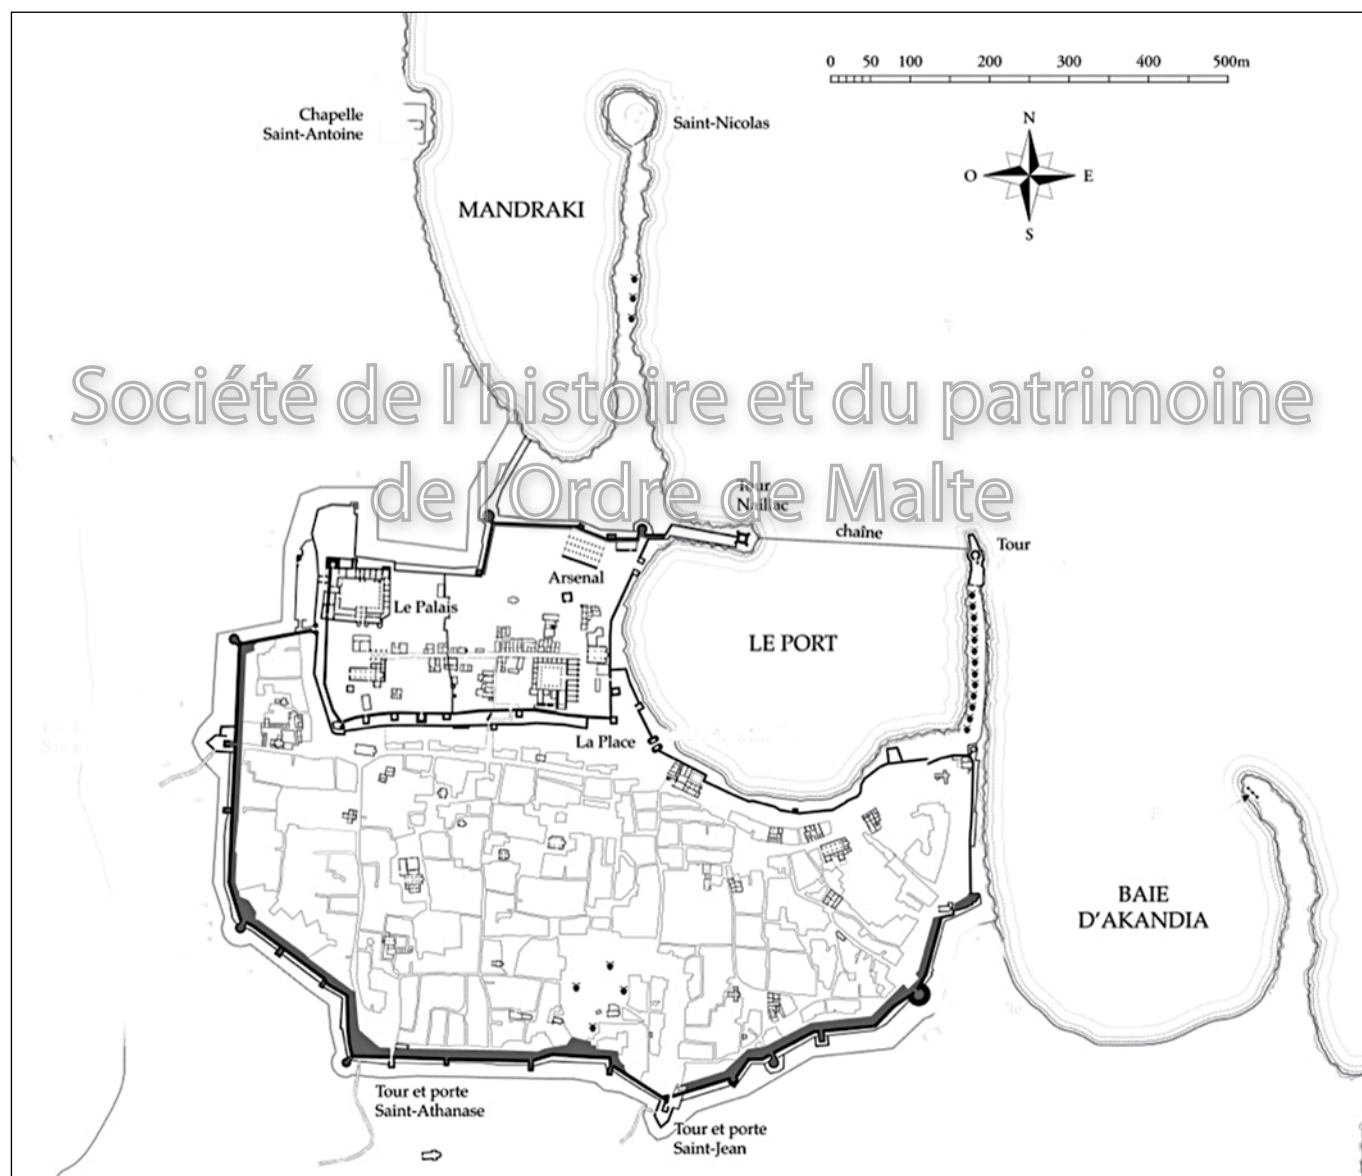 0 50 100 200 300 400 500m
Chapelle
Saint-Antoine
Saint-Nicolas
N
O E
S
MANDRAKI
Société de l'histoire et du patrimoine
de l'Ordre de Malte
Tour
Naillac
chaîne
Tour
Arsenal
Le Palais
LE PORT
La Place
BAIE
D'AKANDIA
Tour et porte
Saint-Athanase
Tour et porte
Saint-Jean